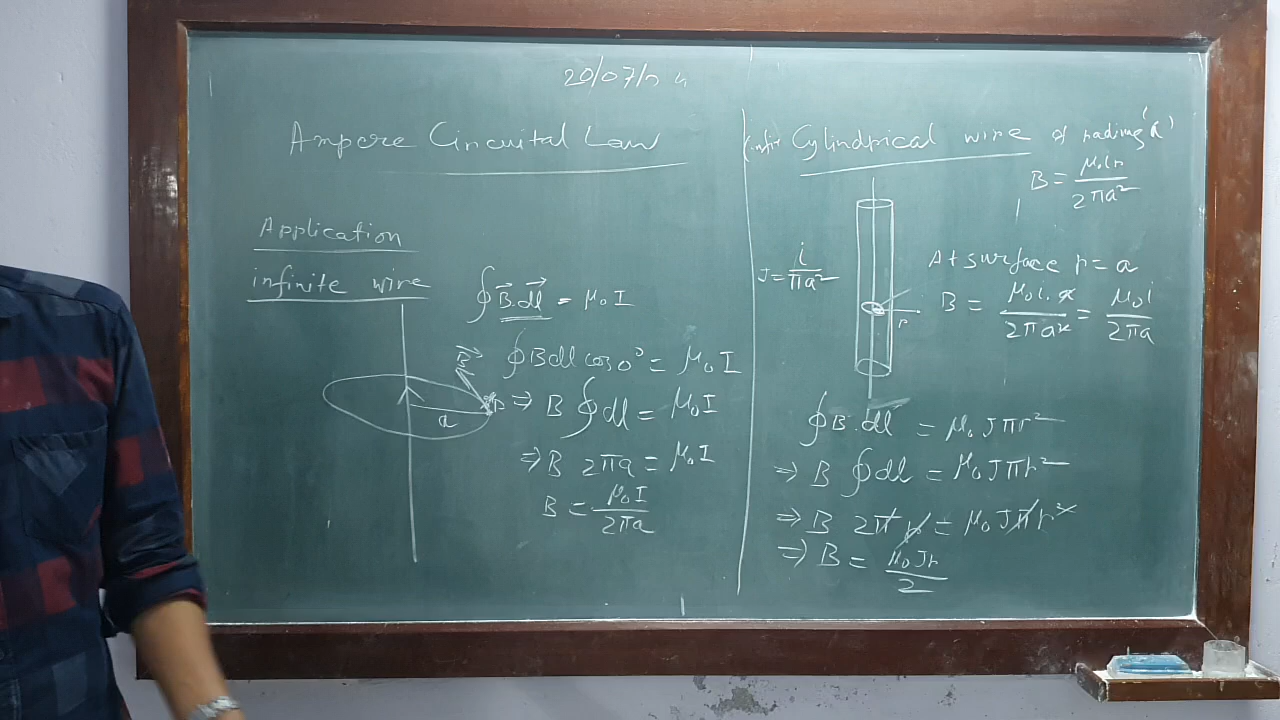 20/07/
Ampere Circuital Law
Application
infinite wire
∮B⃗.dl⃗ = μ₀I
∮Bdl cos0° = μ₀I
⇒ B∮dl = μ₀I
⇒ B 2πa = μ₀I
B = μ₀I/2πa
B⃗
P
a
Cylindrical wire of radius 'a'
B = μ₀ir/2πa²
J = i/πa²
r
At surface r = a
B = μ₀i.a/2πa² = μ₀i/2πa
∮B.dl = μ₀Jπr²
⇒ B∮dl = μ₀Jπr²
⇒ B 2πr = μ₀Jπr²
⇒ B = μ₀Jr/2